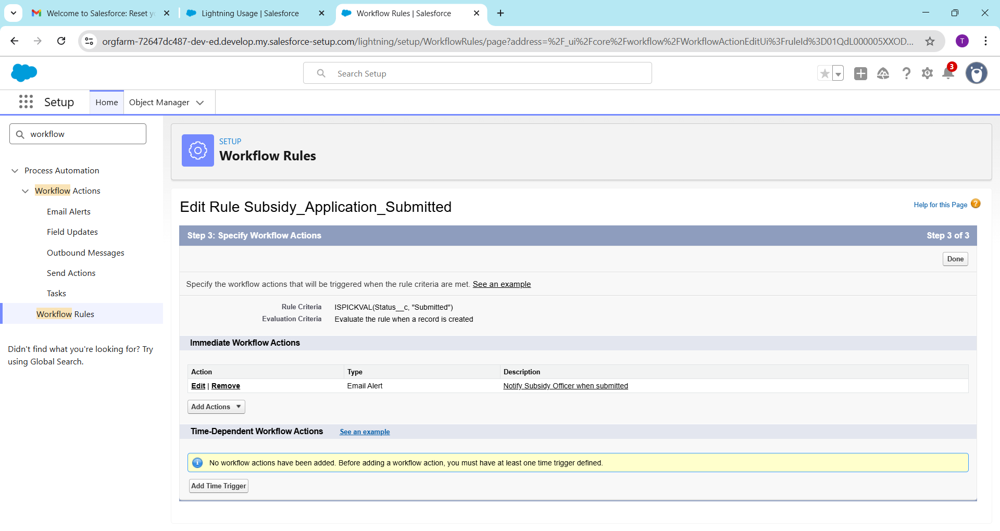 Welcome to Salesforce: Reset yo
Lightning Usage | Salesforce
Workflow Rules | Salesforce
orgfarm-72647dc487-dev-ed.develop.my.salesforce-setup.com/lightning/setup/WorkflowRules/page?address=%2F_ui%2Fcore%2Fworkflow%2FWorkflowActionEditUi%3FruleId%3D01QdL000005XXOD...
T
Search Setup
3
Setup
Home
Object Manager
workflow
Process Automation
Workflow Actions
Email Alerts
Field Updates
Outbound Messages
Send Actions
Tasks
Workflow Rules
Didn't find what you're looking for? Try
using Global Search.
SETUP
Workflow Rules
Edit Rule Subsidy_Application_Submitted
Help for this Page ?
Step 3: Specify Workflow Actions
Step 3 of 3
Done
Specify the workflow actions that will be triggered when the rule criteria are met. See an example
Rule Criteria ISPICKVAL(Status__c, "Submitted")
Evaluation Criteria Evaluate the rule when a record is created
Immediate Workflow Actions
Action Type Description
Edit | Remove Email Alert Notify Subsidy Officer when submitted
Add Actions
Time-Dependent Workflow Actions See an example
No workflow actions have been added. Before adding a workflow action, you must have at least one time trigger defined.
Add Time Trigger